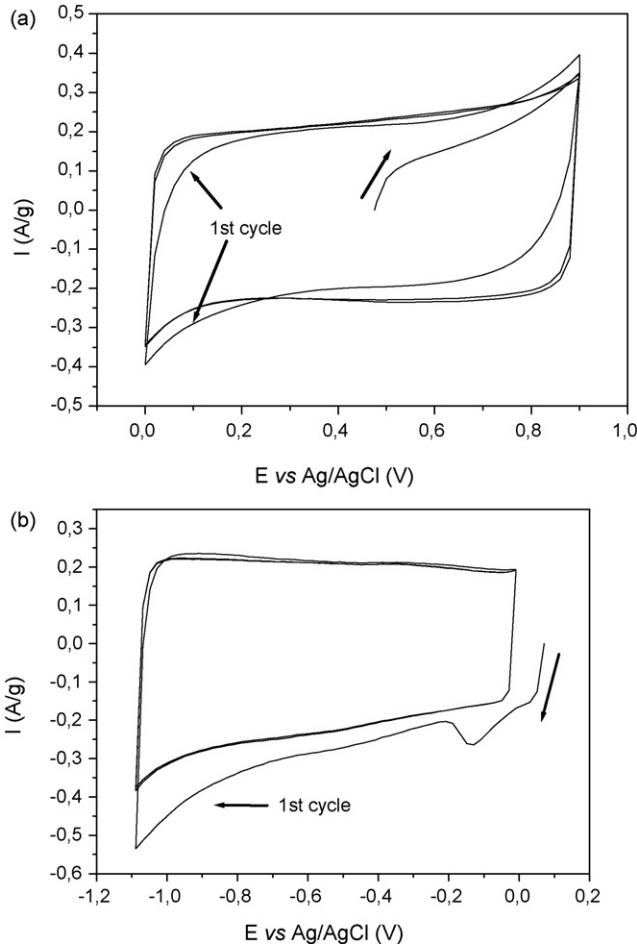 (a)
0,5
0,4
0,3
0,2
0,1
0,0
-0,1
-0,2
-0,3
-0,4
-0,5
I (A/g)
1st cycle
0,0 0,2 0,4 0,6 0,8 1,0
E vs Ag/AgCl (V)
(b)
0,3
0,2
0,1
0,0
-0,1
-0,2
-0,3
-0,4
-0,5
-0,6
I (A/g)
1st cycle
-1,2 -1,0 -0,8 -0,6 -0,4 -0,2 0,0 0,2
E vs Ag/AgCl (V)